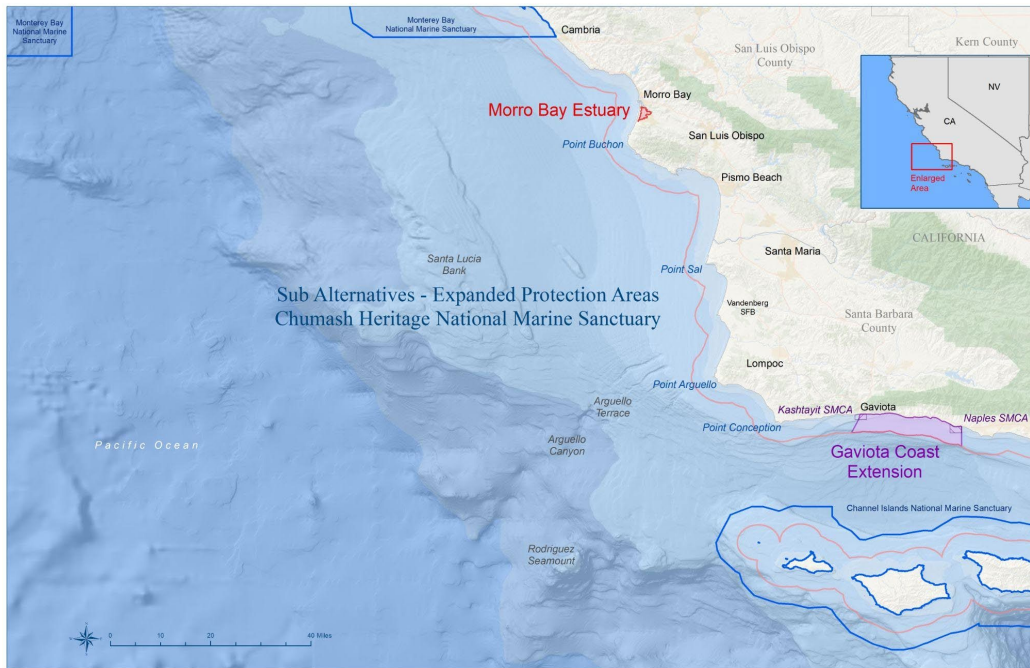 Monterey Bay
National Marine
Sanctuary
Monterey Bay
National Marine Sanctuary
Cambria
San Luis Obispo
County
Kern County
NV
CA
Enlarged
Area
Morro Bay
Morro Bay Estuary
San Luis Obispo
Point Buchon
Pismo Beach
CALIFORNIA
Santa Maria
Santa Lucia
Bank
Point Sal
Sub Alternatives - Expanded Protection Areas
Chumash Heritage National Marine Sanctuary
Vandenberg
SFB
Santa Barbara
County
Lompoc
Point Arguello
Arguello
Terrace
Kashtayit SMCA
Gaviota
Naples SMCA
Point Conception
Pacific Ocean
Arguello
Canyon
Gaviota Coast
Extension
Channel Islands National Marine Sanctuary
Rodriguez
Seamount
0 10 20 40 Miles